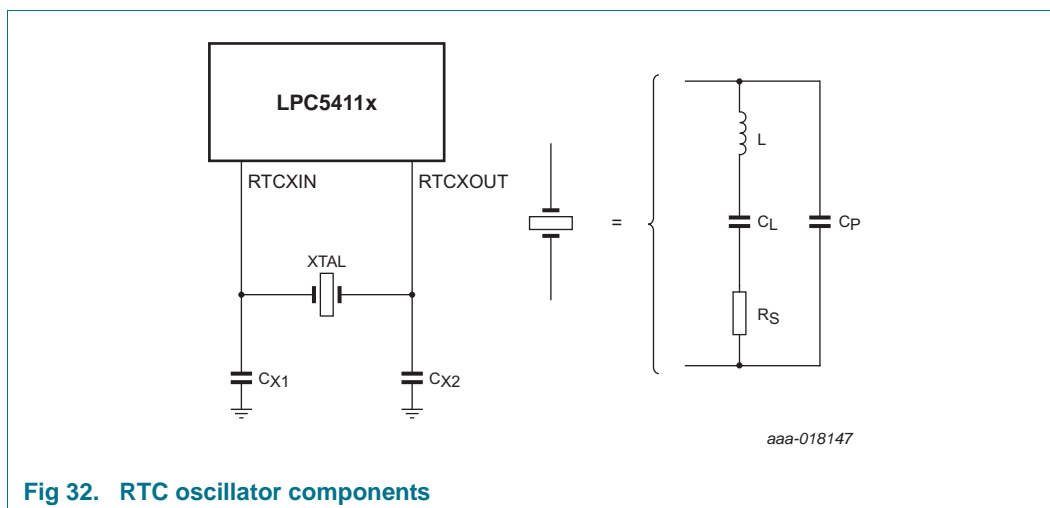 LPC5411x
RTCXIN
RTCXOUT
XTAL
CX1
CX2
=
L
CL
CP
RS
aaa-018147
Fig 32. RTC oscillator components